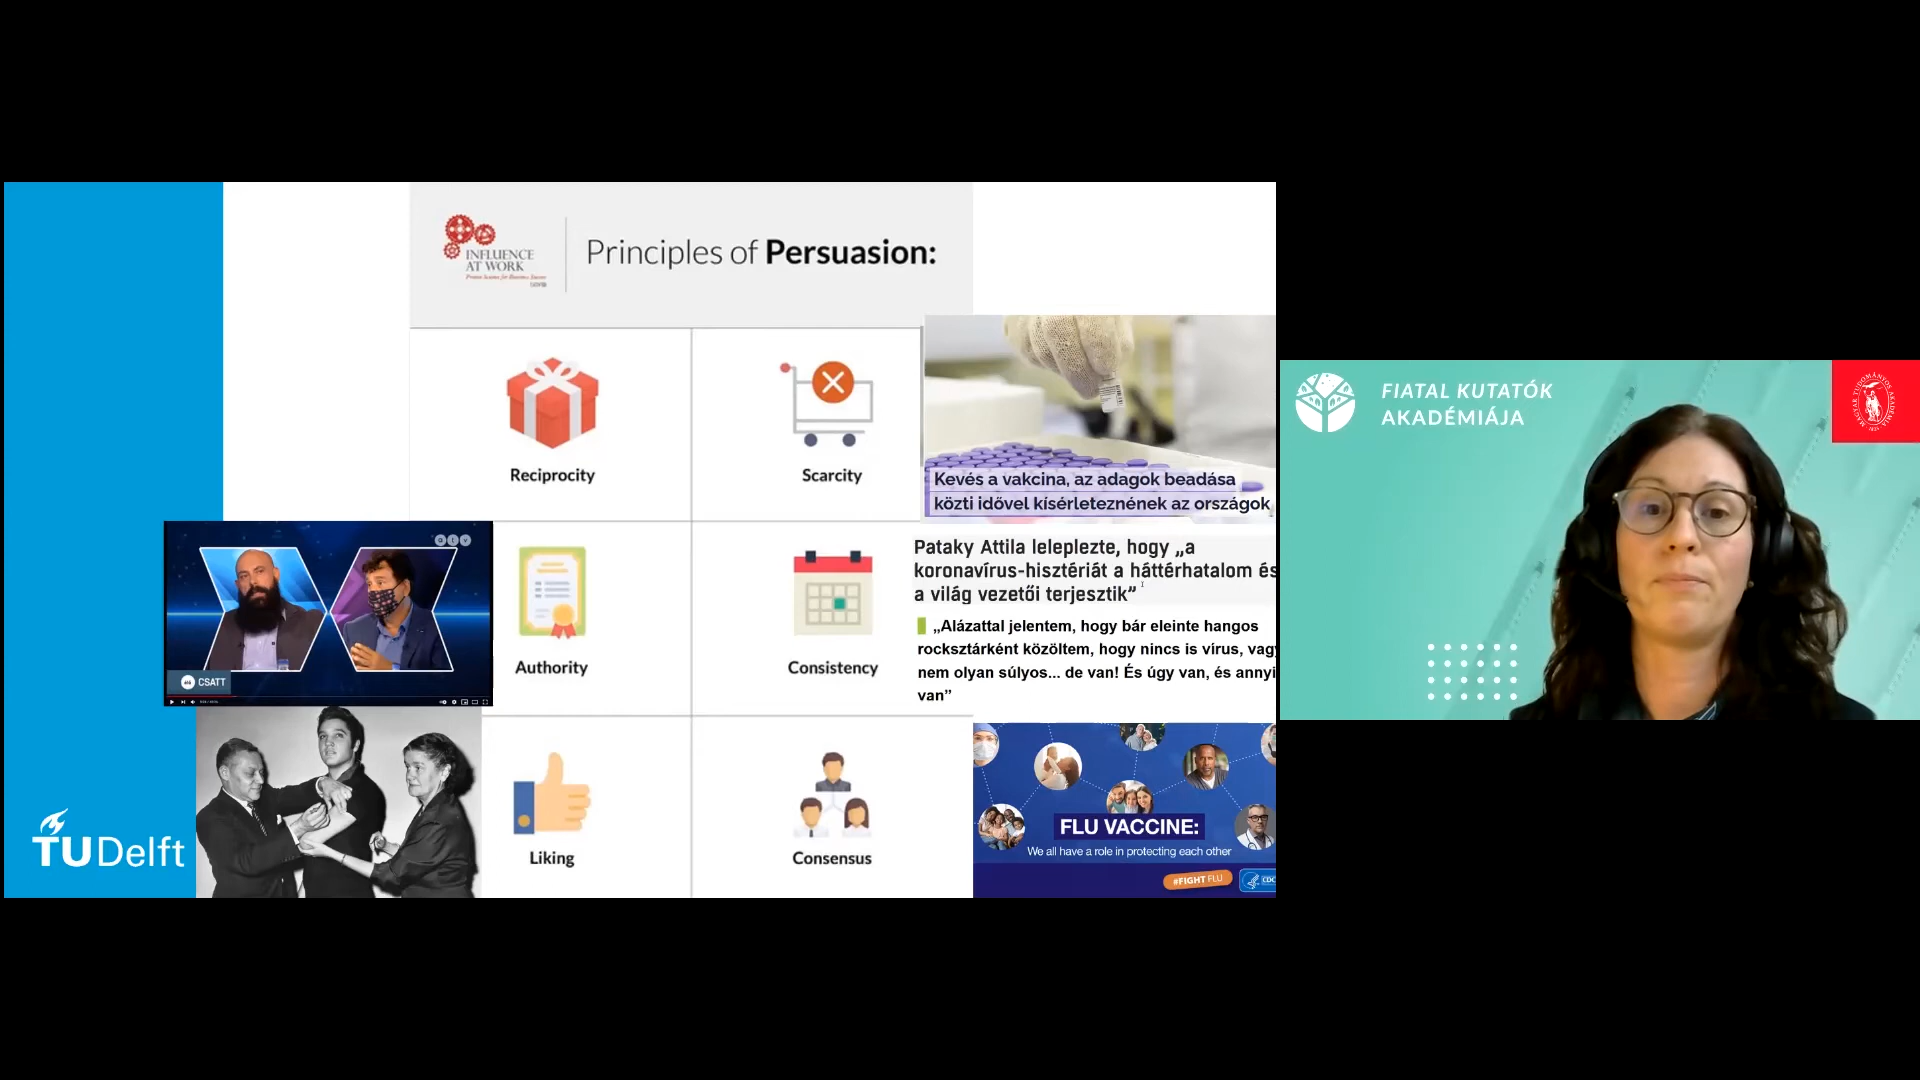 INFLUENCE
AT WORK
Principles of Persuasion:
Reciprocity
Scarcity
Kevés a vakcina, az adagok beadása
közti idővel kísérleteznének az országok
Pataky Attila leleplezte, hogy „a
koronavírus-hisztériát a háttérhatalom és
a világ vezetői terjesztik”
„Alázattal jelentem, hogy bár eleinte hangos
rocksztárként közöltem, hogy nincs is vírus, vagy
nem olyan súlyos... de van! És úgy van, és annyi
van”
atv
CSATT
Authority
Consistency
Liking
Consensus
FLU VACCINE:
We all have a role in protecting each other
#FIGHT FLU
CDC
TUDelft
FIATAL KUTATÓK
AKADÉMIÁJA